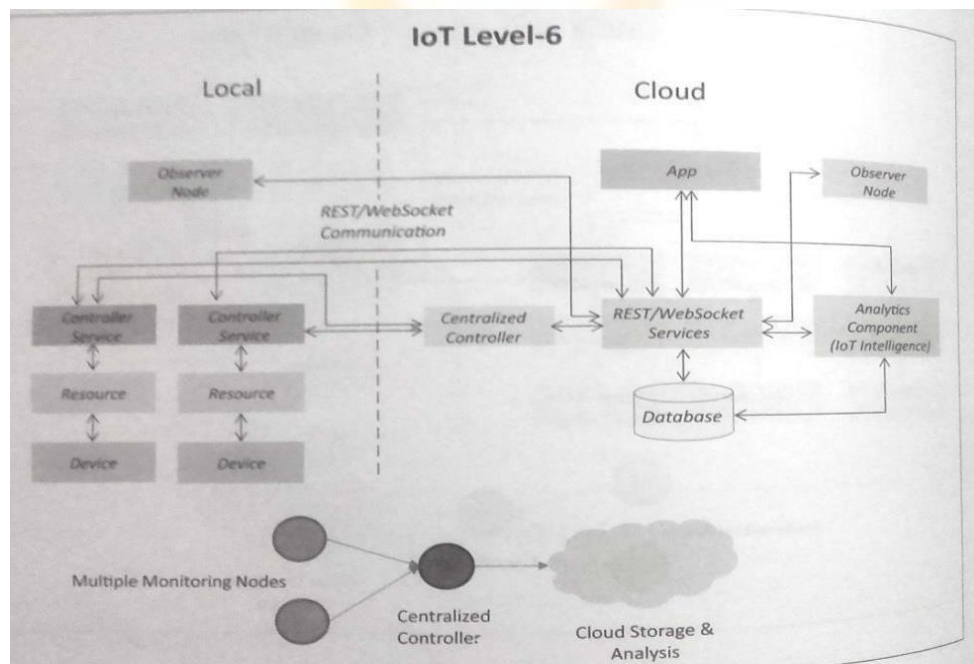 IoT Level-6
Local
Cloud
Observer
Node
App
Observer
Node
REST/WebSocket
Communication
Controller
Service
Controller
Service
Centralized
Controller
REST/WebSocket
Services
Analytics
Component
(IoT Intelligence)
Resource
Resource
Database
Device
Device
Multiple Monitoring Nodes
Centralized
Controller
Cloud Storage &
Analysis